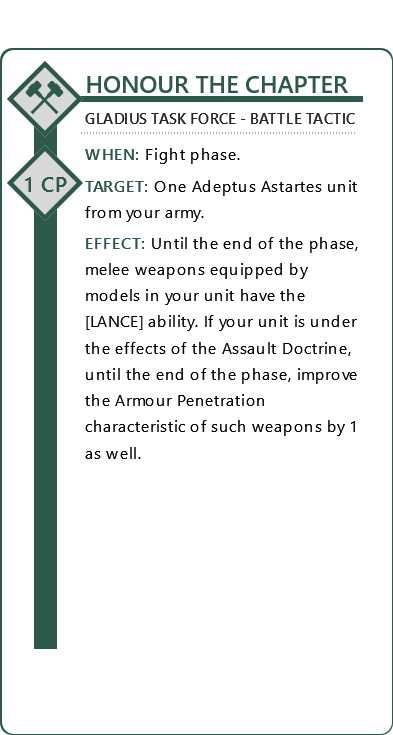 HONOUR THE CHAPTER
GLADIUS TASK FORCE - BATTLE TACTIC
WHEN: Fight phase.
1 CP
TARGET: One Adeptus Astartes unit
from your army.
EFFECT: Until the end of the phase,
melee weapons equipped by
models in your unit have the
[LANCE] ability. If your unit is under
the effects of the Assault Doctrine,
until the end of the phase, improve
the Armour Penetration
characteristic of such weapons by 1
as well.